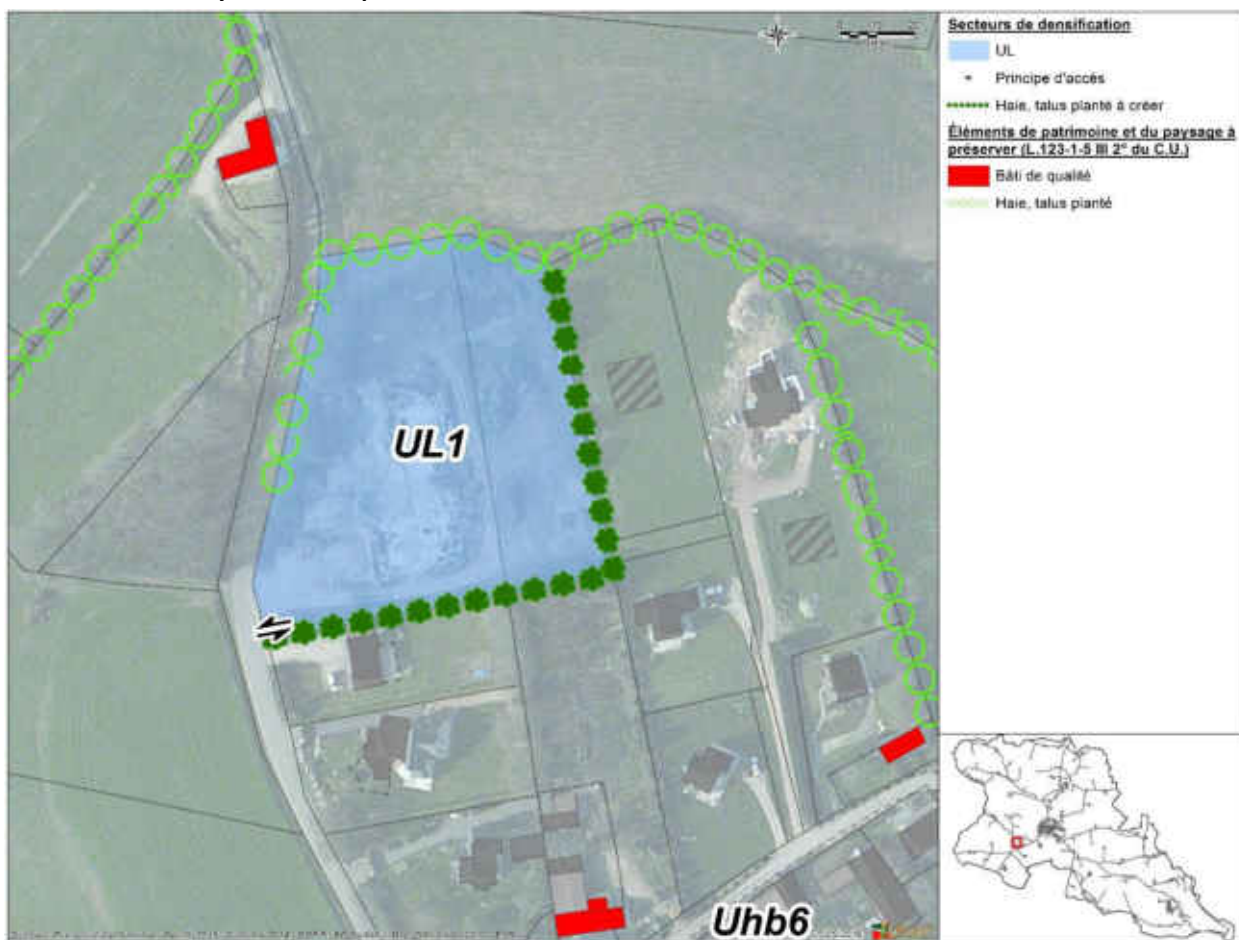 Secteurs de densification
UL
Principe d'accès
Haie, talus planté à créer
Éléments de patrimoine et du paysage à
préserver (L.123-1-5 III 2° du C.U.)
Bâti de qualité
Haie, talus planté
UL1
Uhb6